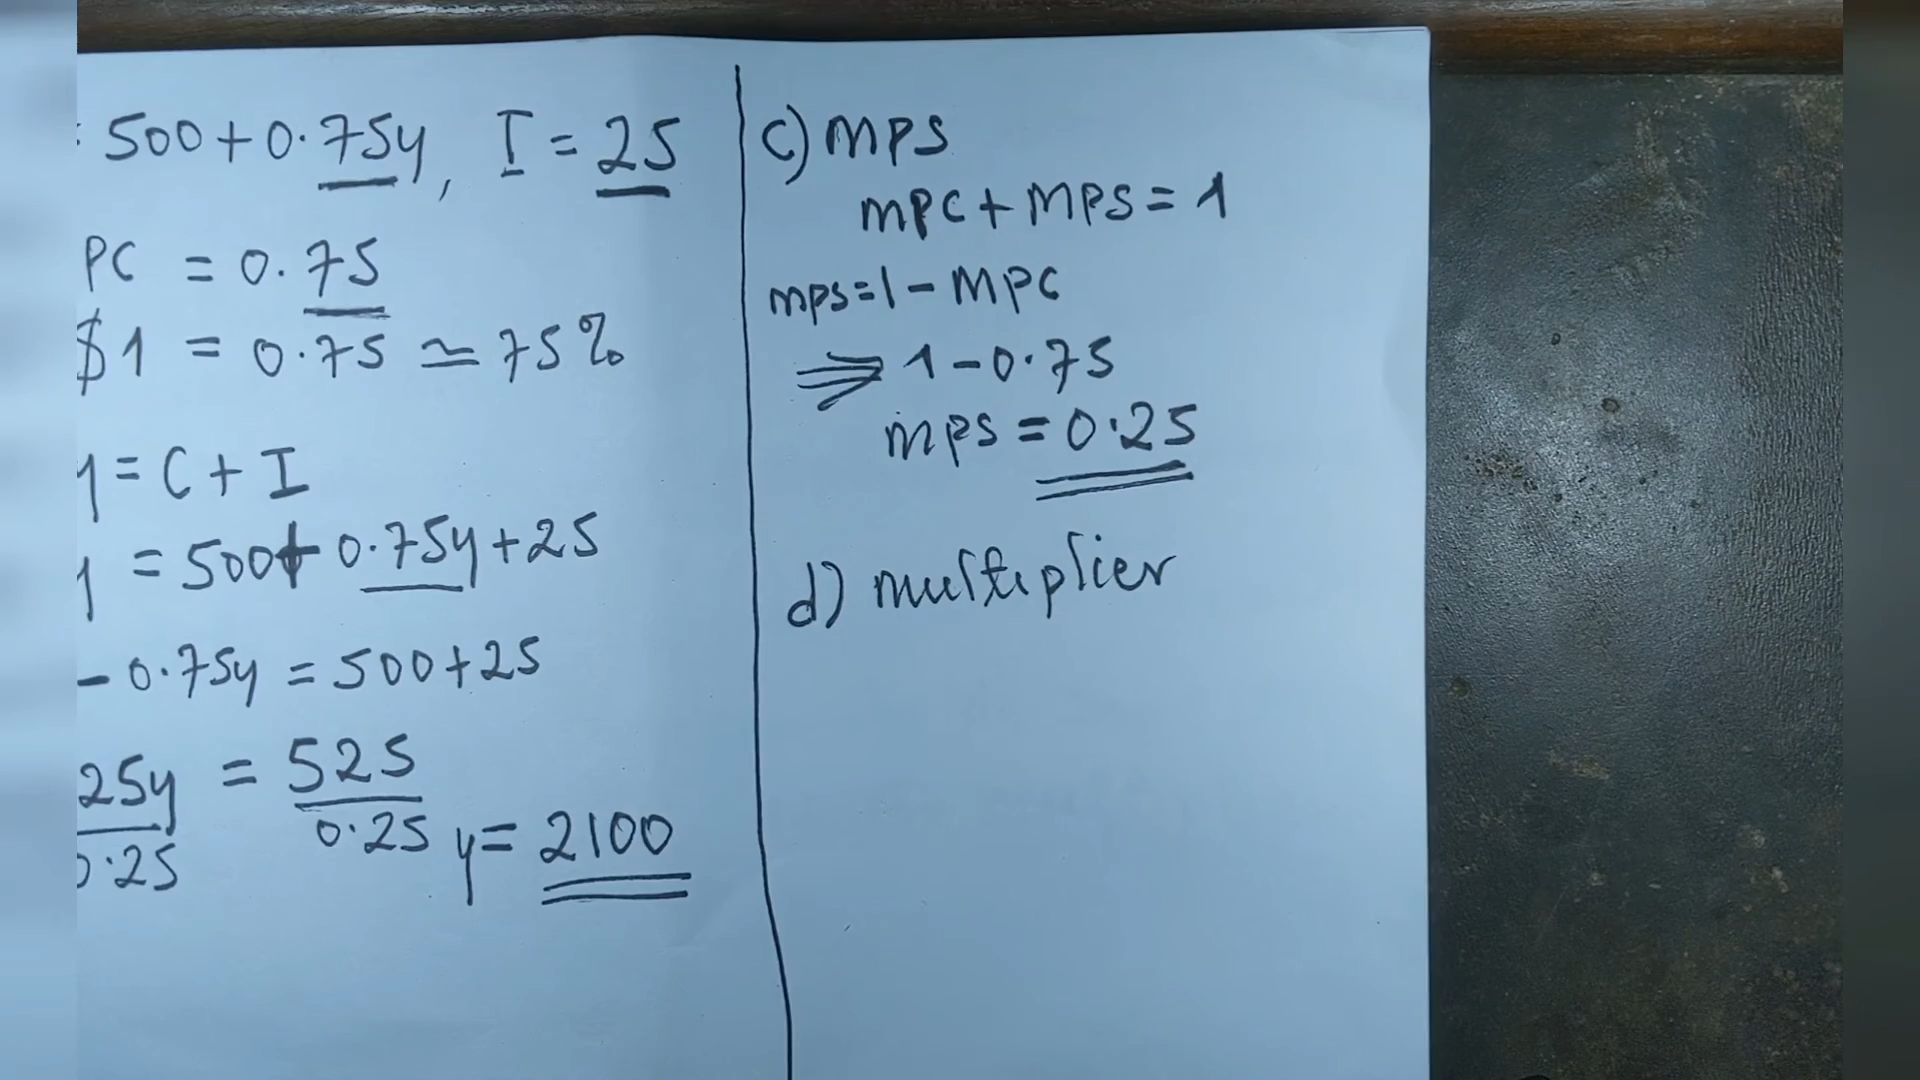 = 500 + 0.75y, I = 25
PC = 0.75
$1 = 0.75 ≃ 75%
y = C + I
y = 500 + 0.75y + 25
- 0.75y = 500 + 25
25y = 525
0.25 0.25 y = 2100
c) mps
mpc + mps = 1
mps = 1 - mpc
⇒ 1 - 0.75
mps = 0.25
d) multiplier